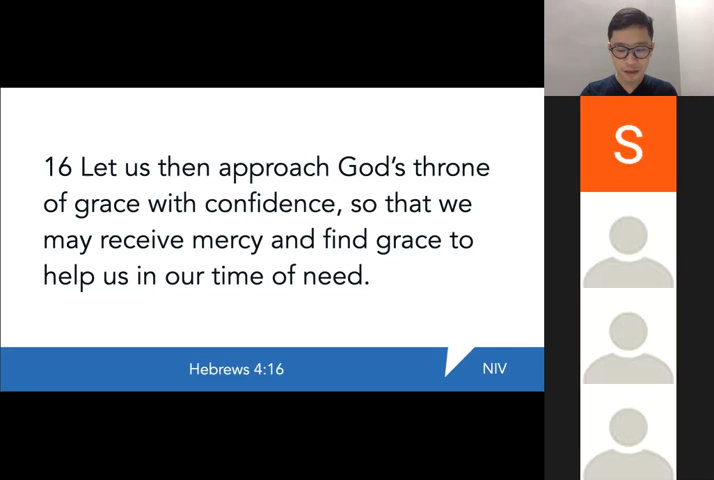 16 Let us then approach God’s throne
of grace with confidence, so that we
may receive mercy and find grace to
help us in our time of need.
Hebrews 4:16
NIV
S